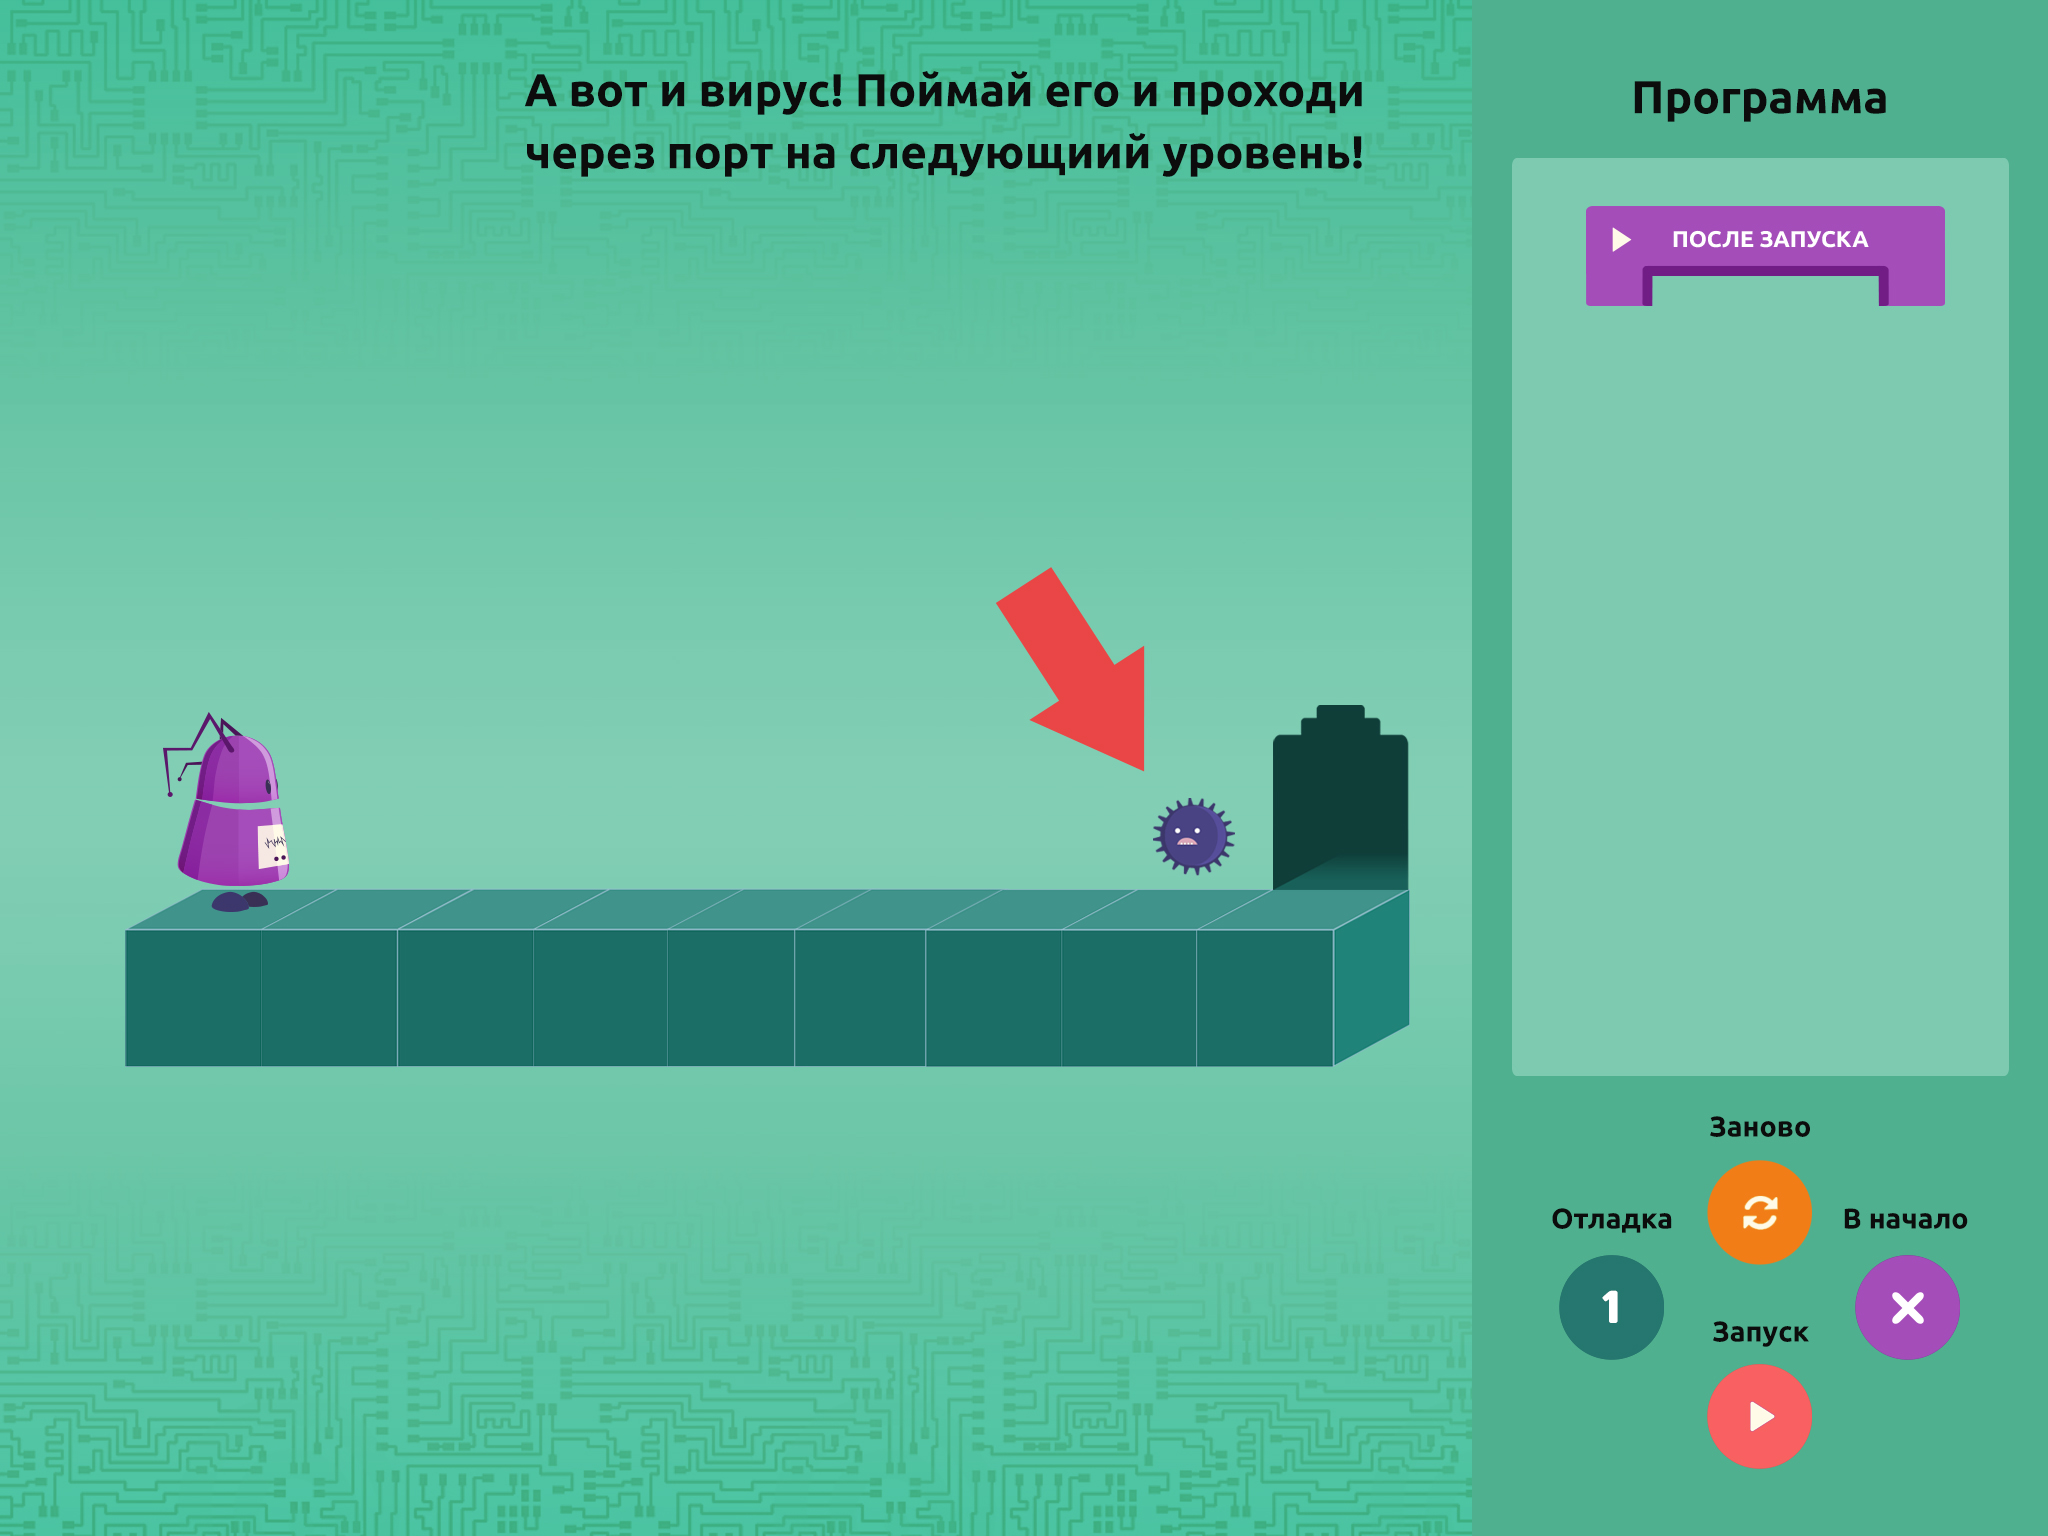 А вот и вирус! Поймай его и проходи
через порт на следующиий уровень!
Программа
ПОСЛЕ ЗАПУСКА
Заново
Отладка
В начало
1
Запуск